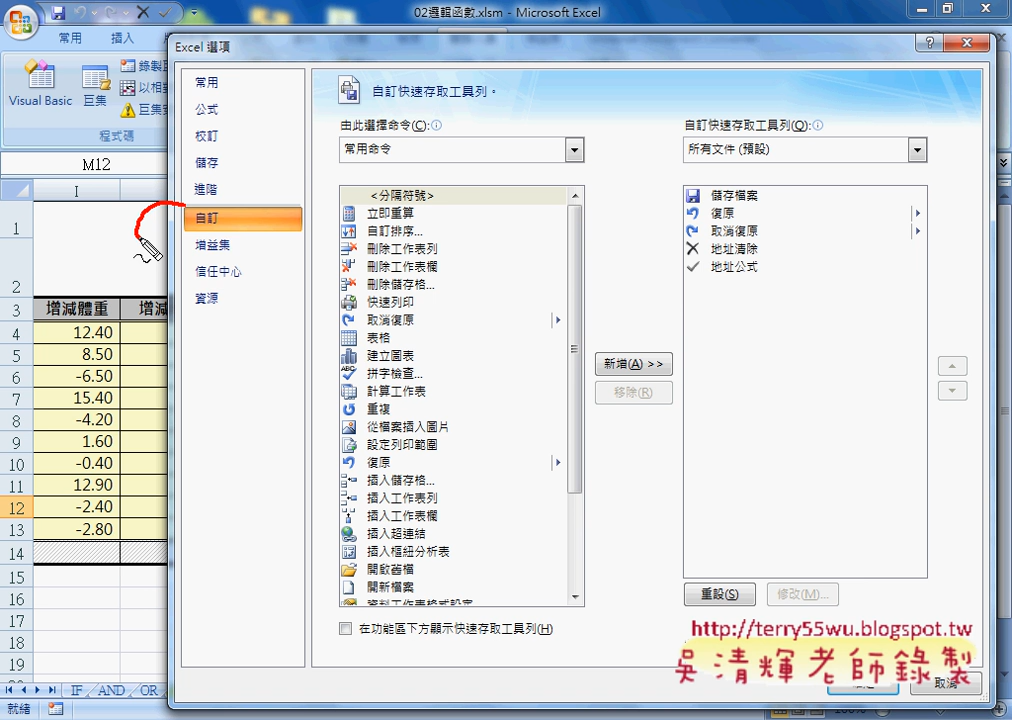 02邏輯函數.xlsm - Microsoft Excel
常用
插入
Visual Basic
巨集
錄製
以相對
巨集安
程式碼
M12
I
1
2
3 增減體重 增減
4 12.40
5 8.50
6 -6.50
7 15.40
8 -4.20
9 1.60
10 -0.40
11 12.90
12 -2.40
13 -2.80
14
15
16
17
18
19
IF AND OR
就緒
Excel 選項
常用
公式
校訂
儲存
進階
自訂
增益集
信任中心
資源
自訂快速存取工具列。
由此選擇命令(C):
常用命令
<分隔符號>
立即重算
自訂排序...
刪除工作表列
刪除工作表欄
刪除儲存格...
快速列印
取消復原
表格
建立圖表
拼字檢查...
計算工作表
重複
從檔案插入圖片
設定列印範圍
復原
插入儲存格...
插入工作表列
插入工作表欄
插入超連結
插入樞紐分析表
開啟舊檔
開新檔案
資料工作表格式設定
在功能區下方顯示快速存取工具列(H)
新增(A) >>
移除(R)
自訂快速存取工具列(Q):
所有文件 (預設)
儲存檔案
復原
取消復原
地址清除
地址公式
重設(S)
修改(M)...
http://terry55wu.blogspot.tw
吳清輝老師錄製
取消
100%